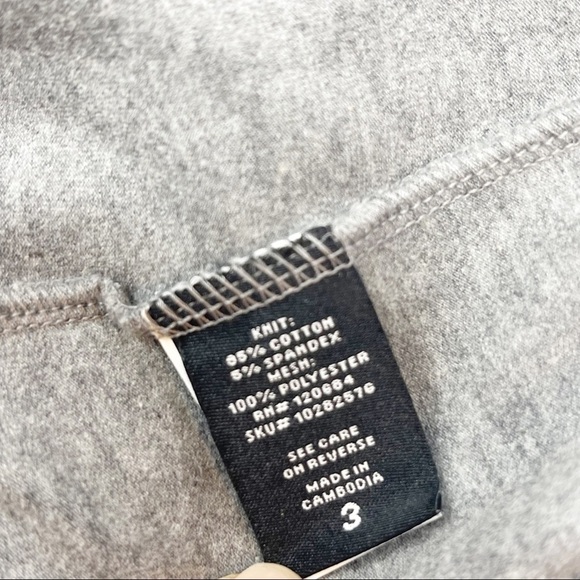 KNIT:
95% COTTON
5% SPANDEX
MESH:
100% POLYESTER
RN# 120664
SKU# 10282576
SEE CARE
ON REVERSE
MADE IN
CAMBODIA
3